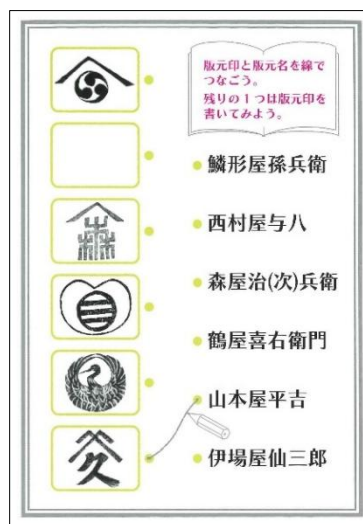 版元印と版元名を線で
つなごう。
残りの1つは版元印を
書いてみよう。
鱗形屋孫兵衛
西村屋与八
森屋治(次)兵衛
鶴屋喜右衛門
山本屋平吉
伊場屋仙三郎